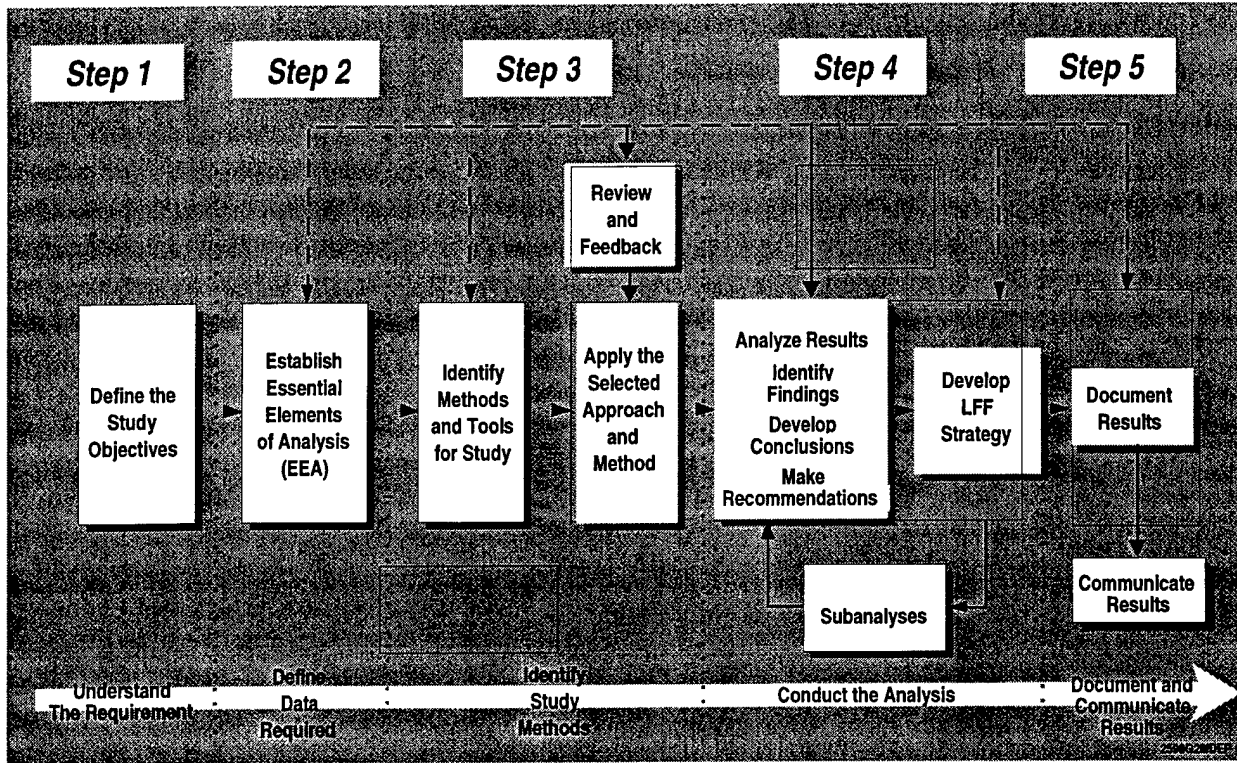 Step 1
Step 2
Step 3
Step 4
Step 5
Review
and
Feedback
Define the
Study
Objectives
Establish
Essential
Elements
of Analysis
(EEA)
Identify
Methods
and Tools
for Study
Apply the
Selected
Approach
and
Method
Analyze Results
Identify
Findings
Develop
Conclusions
Make
Recommendations
Develop
LFF
Strategy
Document
Results
Subanalyses
Communicate
Results
Understand
The Requirement
Define
Data
Required
Identify
Study
Methods
Conduct the Analysis
Document and
Communicate
Results